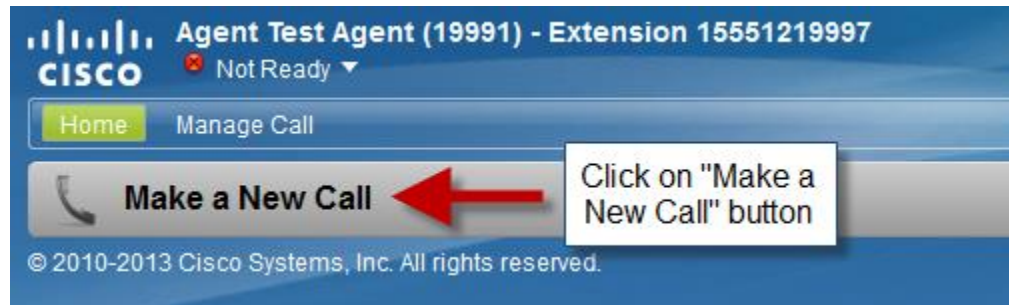 Agent Test Agent (19991) - Extension 15551219997
CISCO
Not Ready
Home Manage Call
Make a New Call
Click on "Make a
New Call" button
© 2010-2013 Cisco Systems, Inc. All rights reserved.